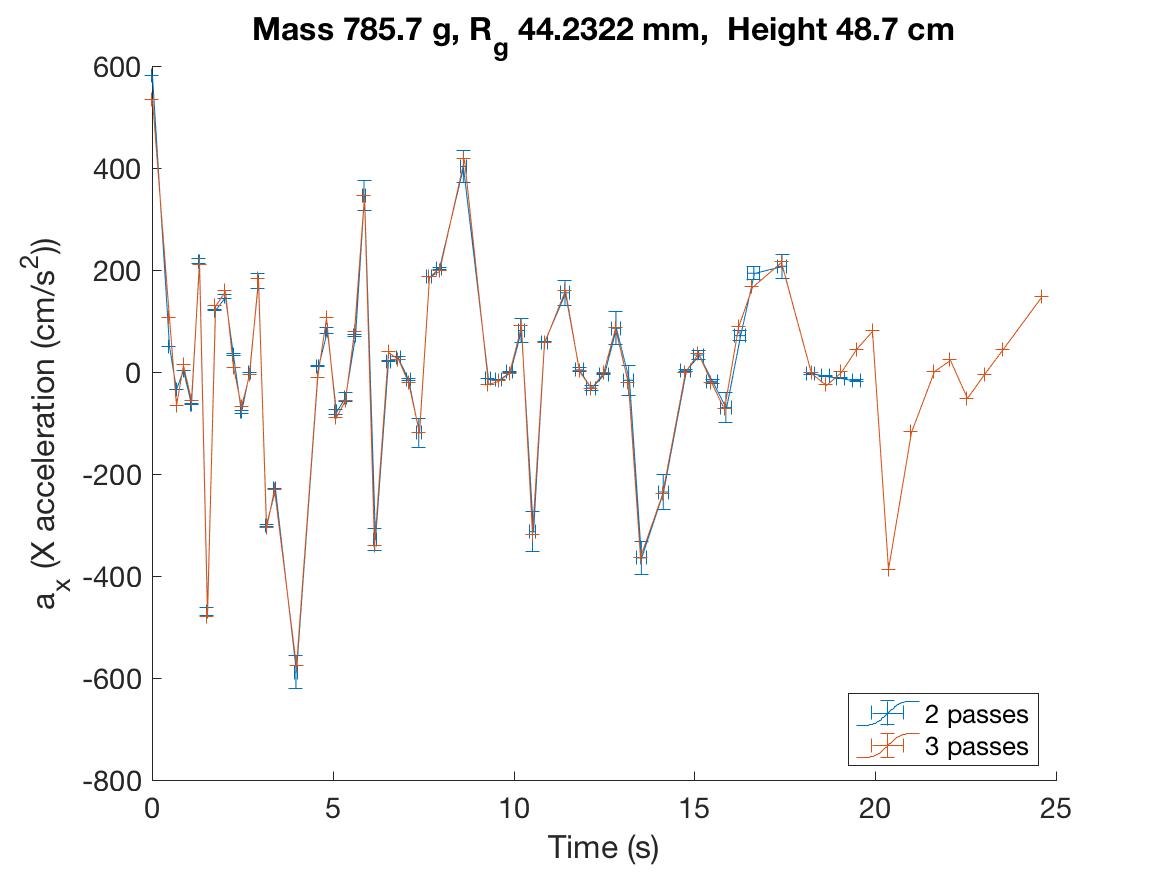 Mass 785.7 g, Rg 44.2322 mm,  Height 48.7 cm
600
400
200
0
-200
-400
-600
-800
ax (X acceleration (cm/s2))
0 5 10 15 20 25
Time (s)
2 passes
3 passes